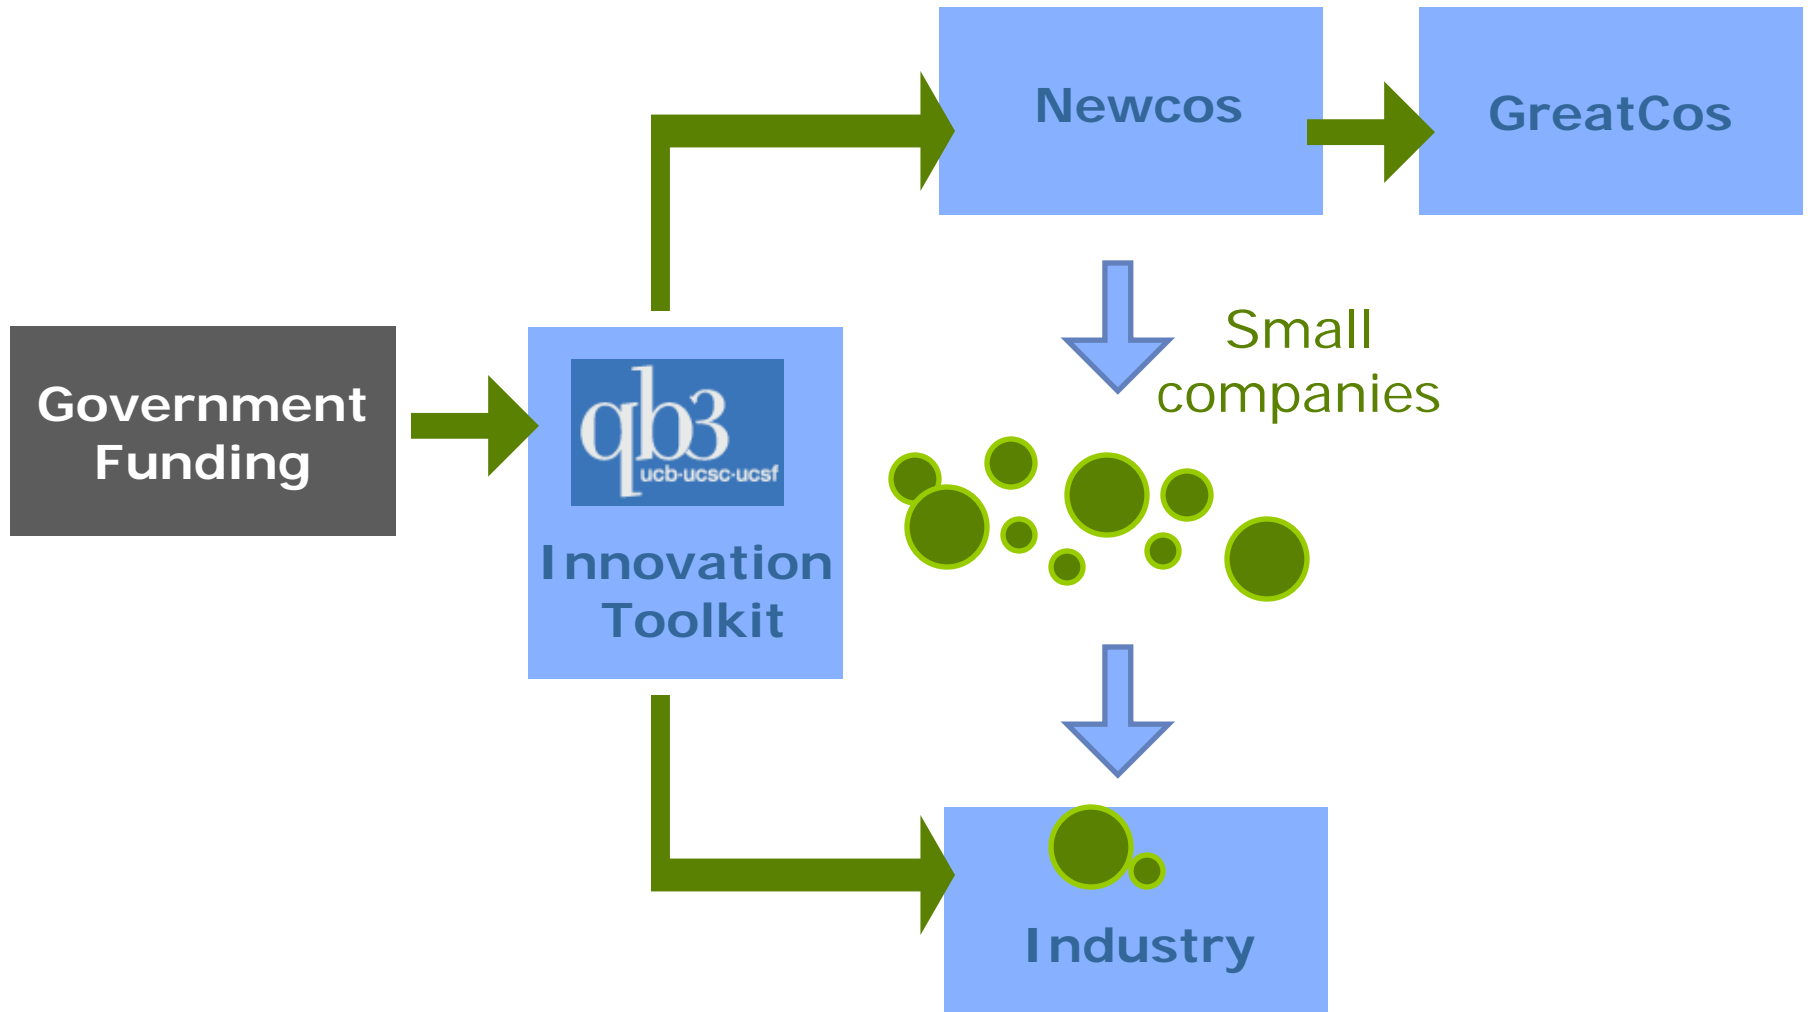 Newcos
GreatCos
Small
companies
Government
Funding
qb3
ucb-ucsc-ucsf
Innovation
Toolkit
Industry